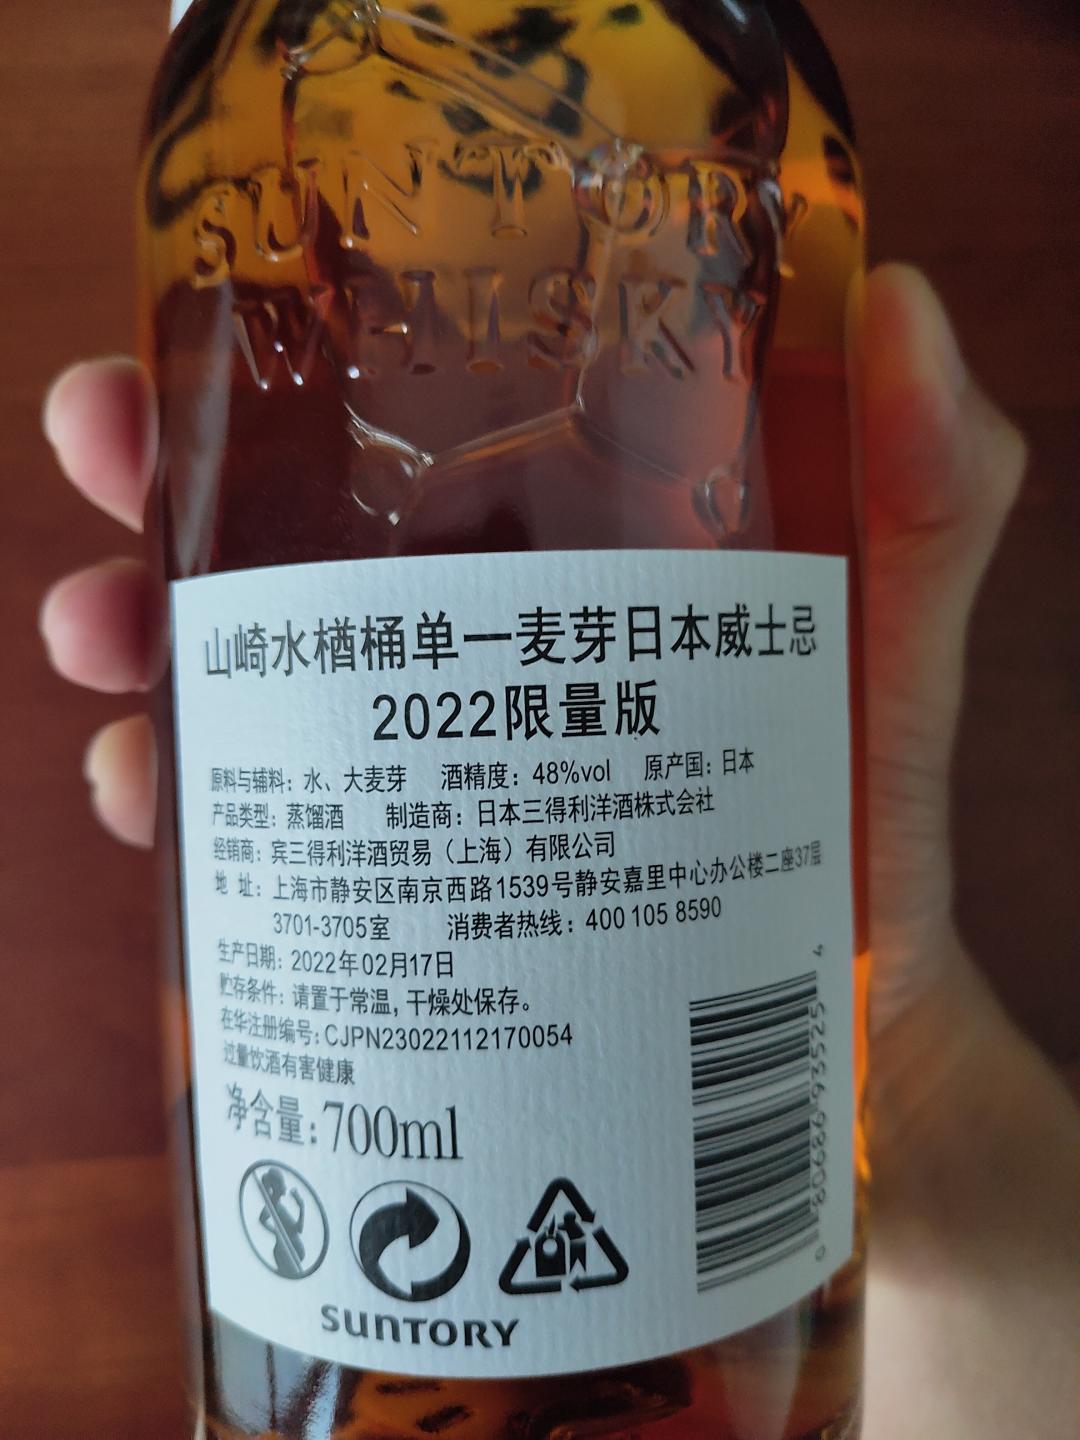 SUNTORY
WHISKY
山崎水楢桶单一麦芽日本威士忌
2022限量版
原料与辅料：水、大麦芽 酒精度：48%vol 原产国：日本
产品类型：蒸馏酒 制造商：日本三得利洋酒株式会社
经销商：宾三得利洋酒贸易（上海）有限公司
地 址：上海市静安区南京西路1539号静安嘉里中心办公楼二座37层
3701-3705室 消费者热线：400 105 8590
生产日期：2022年02月17日
贮存条件：请置于常温，干燥处保存。
在华注册编号：CJPN23022112170054
过量饮酒有害健康
净含量：700ml
0 80686 93525 4
SUNTORY